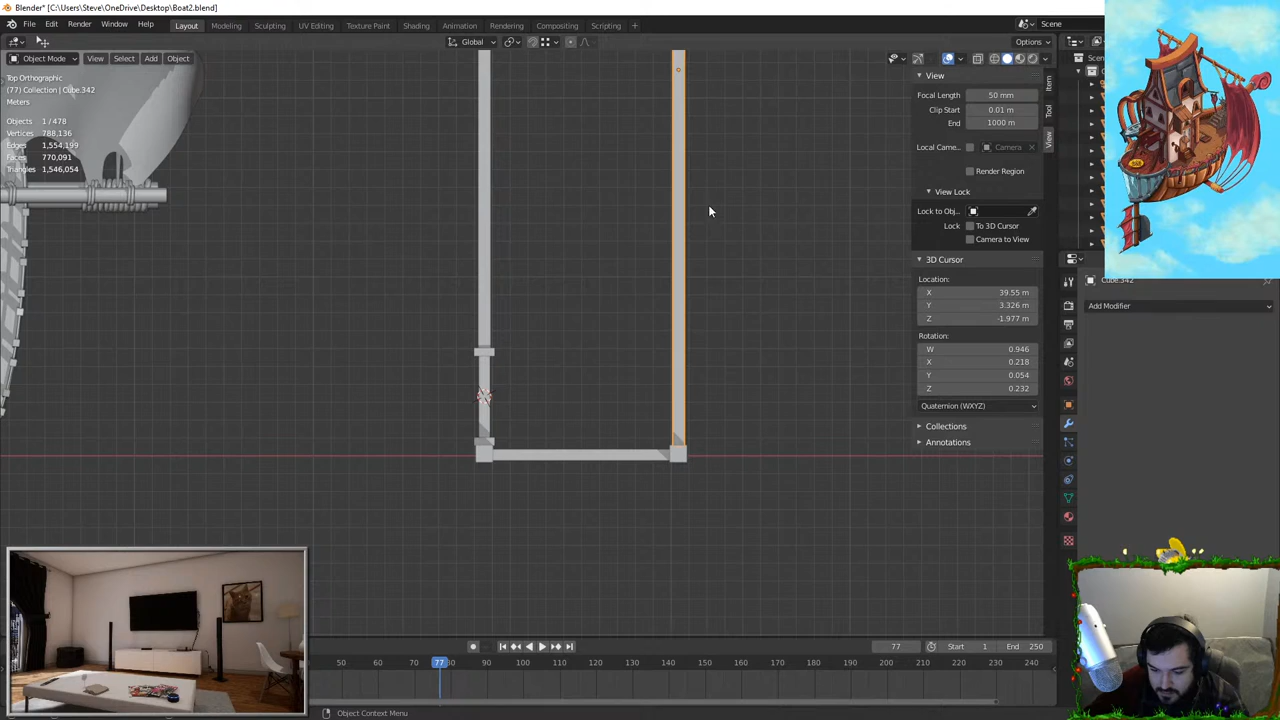 Blender* [C:\Users\Steve\OneDrive\Desktop\Boat2.blend]
File Edit Render Window Help
Layout Modeling Sculpting UV Editing Texture Paint Shading Animation Rendering Compositing Scripting
Scene
Global
Options
Object Mode View Select Add Object
Top Orthographic
(77) Collection | Cube.342
Meters
Objects 1 / 478
Vertices 788,136
Edges 1,554,199
Faces 770,091
Triangles 1,546,054
View
Focal Length 50 mm
Clip Start 0.01 m
End 1000 m
Local Came... Camera
Render Region
View Lock
Lock to Obj...
Lock To 3D Cursor
Camera to View
3D Cursor
Location:
X 39.55 m
Y 3.326 m
Z -1.977 m
Rotation:
W 0.946
X 0.218
Y 0.054
Z 0.232
Quaternion (WXYZ)
Collections
Annotations
Item
Tool
View
Cube.342
Add Modifier
77
Start 1
End 250
50 60 70 77 80 90 100 110 120 130 140 150 160 170 180 190 200 210 220 230 240
Object Context Menu